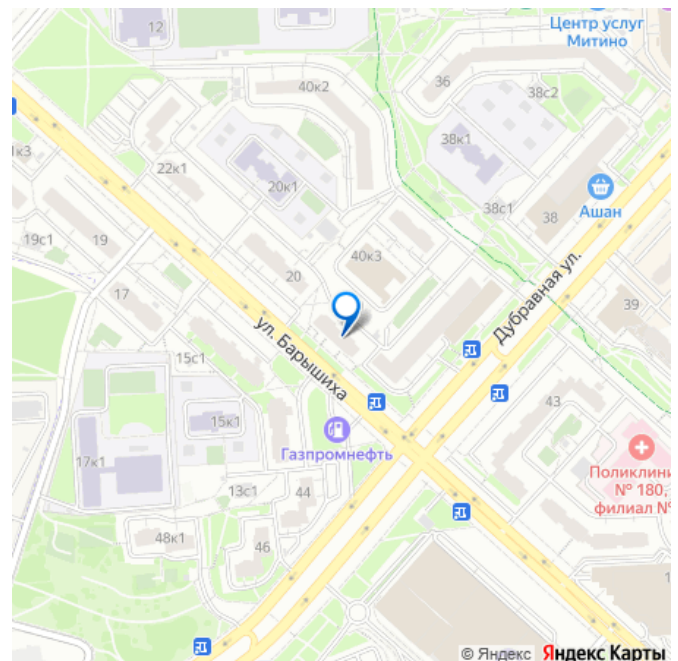 12
Центр услуг
Митино
40к2
36
38с2
38к1
1к3
22к1
20к1
Ашан
38с1
38
19с1
19
40к3
Дубравная ул.
20
17
39
ул. Барышиха
15с1
43
15к1
Газпромнефть
17к1
Поликлини
№ 180,
филиал №
13с1
44
48к1
46
1
© Яндекс Яндекс Карты